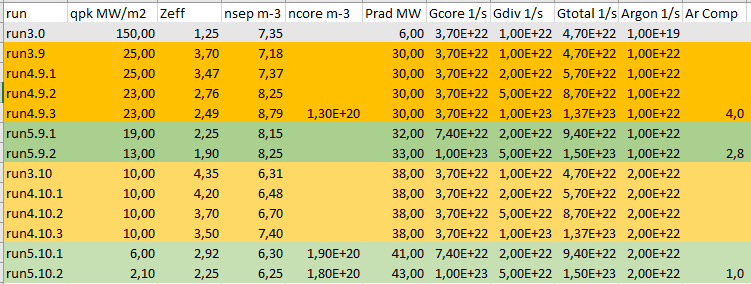 run qpk MW/m2 Zeff nsep m-3 ncore m-3 Prad MW Gcore 1/s Gdiv 1/s Gtotal 1/s Argon 1/s Ar Comp
run3.0 150,00 1,25 7,35 6,00 3,70E+22 1,00E+22 4,70E+22 1,00E+19
run3.9 25,00 3,70 7,18 30,00 3,70E+22 1,00E+22 4,70E+22 1,00E+22
run4.9.1 25,00 3,47 7,37 30,00 3,70E+22 2,00E+22 5,70E+22 1,00E+22
run4.9.2 23,00 2,76 8,25 30,00 3,70E+22 5,00E+22 8,70E+22 1,00E+22
run4.9.3 23,00 2,49 8,79 1,30E+20 30,00 3,70E+22 1,00E+23 1,37E+23 1,00E+22 4,0
run5.9.1 19,00 2,25 8,15 32,00 7,40E+22 2,00E+22 9,40E+22 1,00E+22
run5.9.2 13,00 1,90 8,25 33,00 1,00E+23 5,00E+22 1,50E+23 1,00E+22 2,8
run3.10 10,00 4,35 6,31 38,00 3,70E+22 1,00E+22 4,70E+22 2,00E+22
run4.10.1 10,00 4,20 6,48 38,00 3,70E+22 2,00E+22 5,70E+22 2,00E+22
run4.10.2 10,00 3,70 6,70 38,00 3,70E+22 5,00E+22 8,70E+22 2,00E+22
run4.10.3 10,00 3,50 7,40 38,00 3,70E+22 1,00E+23 1,37E+23 2,00E+22
run5.10.1 6,00 2,92 6,30 1,90E+20 41,00 7,40E+22 2,00E+22 9,40E+22 2,00E+22
run5.10.2 2,10 2,25 6,25 1,80E+20 43,00 1,00E+23 5,00E+22 1,50E+23 2,00E+22 1,0